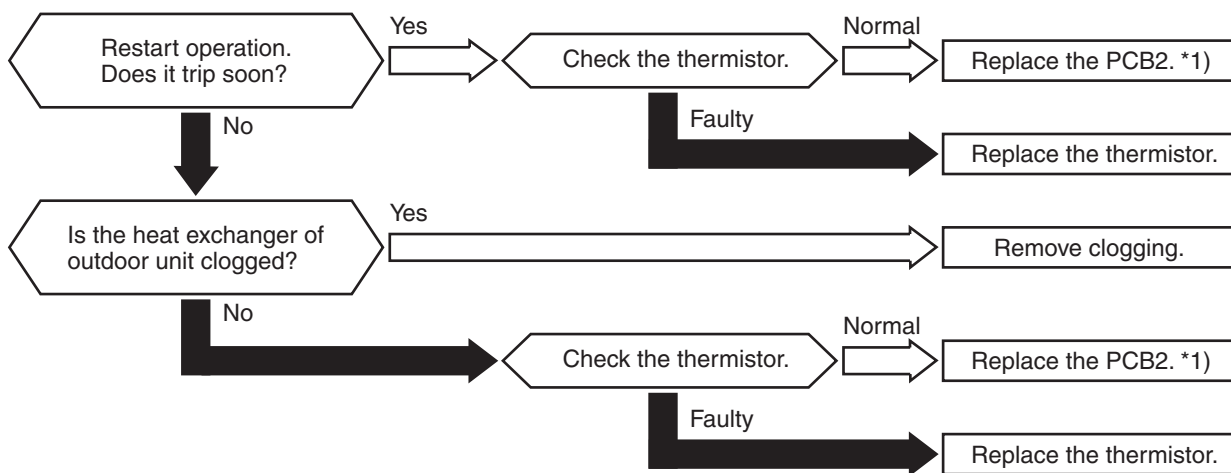 Restart operation.
Does it trip soon?
Yes
Check the thermistor.
Normal
Replace the PCB2. *1)
Faulty
Replace the thermistor.
No
Is the heat exchanger of
outdoor unit clogged?
Yes
Remove clogging.
No
Check the thermistor.
Normal
Replace the PCB2. *1)
Faulty
Replace the thermistor.